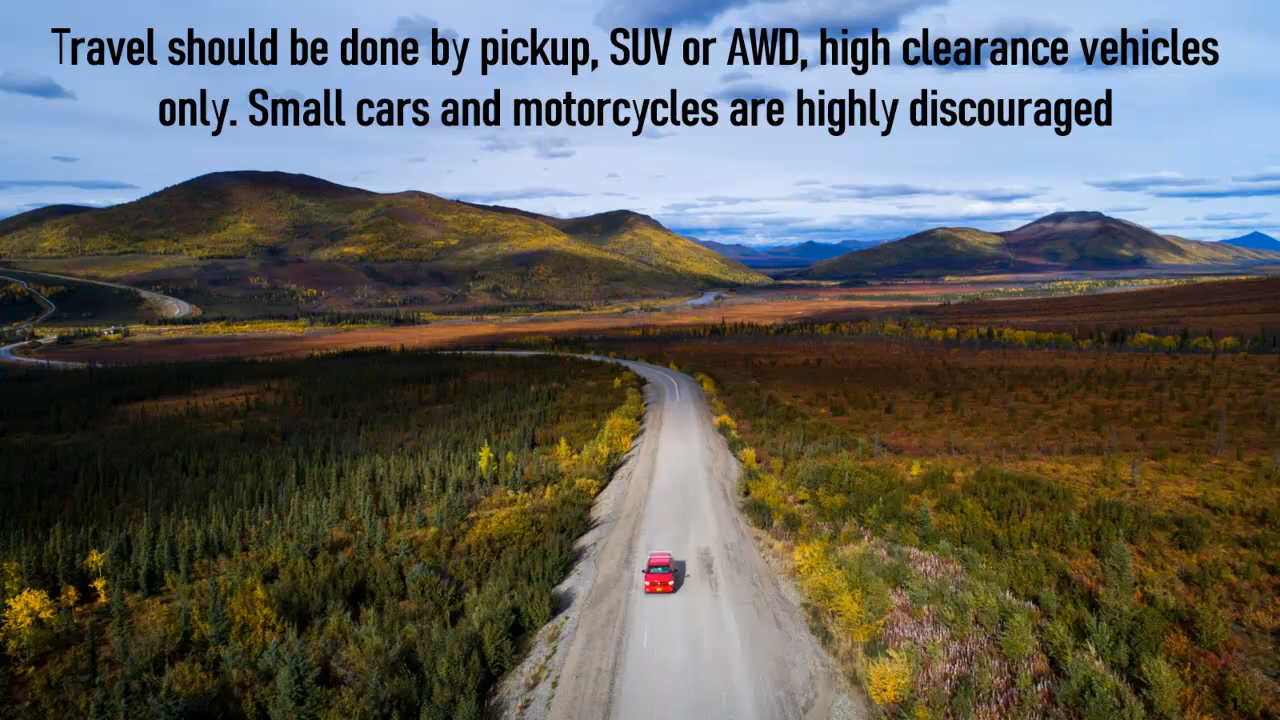 Travel should be done by pickup, SUV or AWD, high clearance vehicles
only. Small cars and motorcycles are highly discouraged